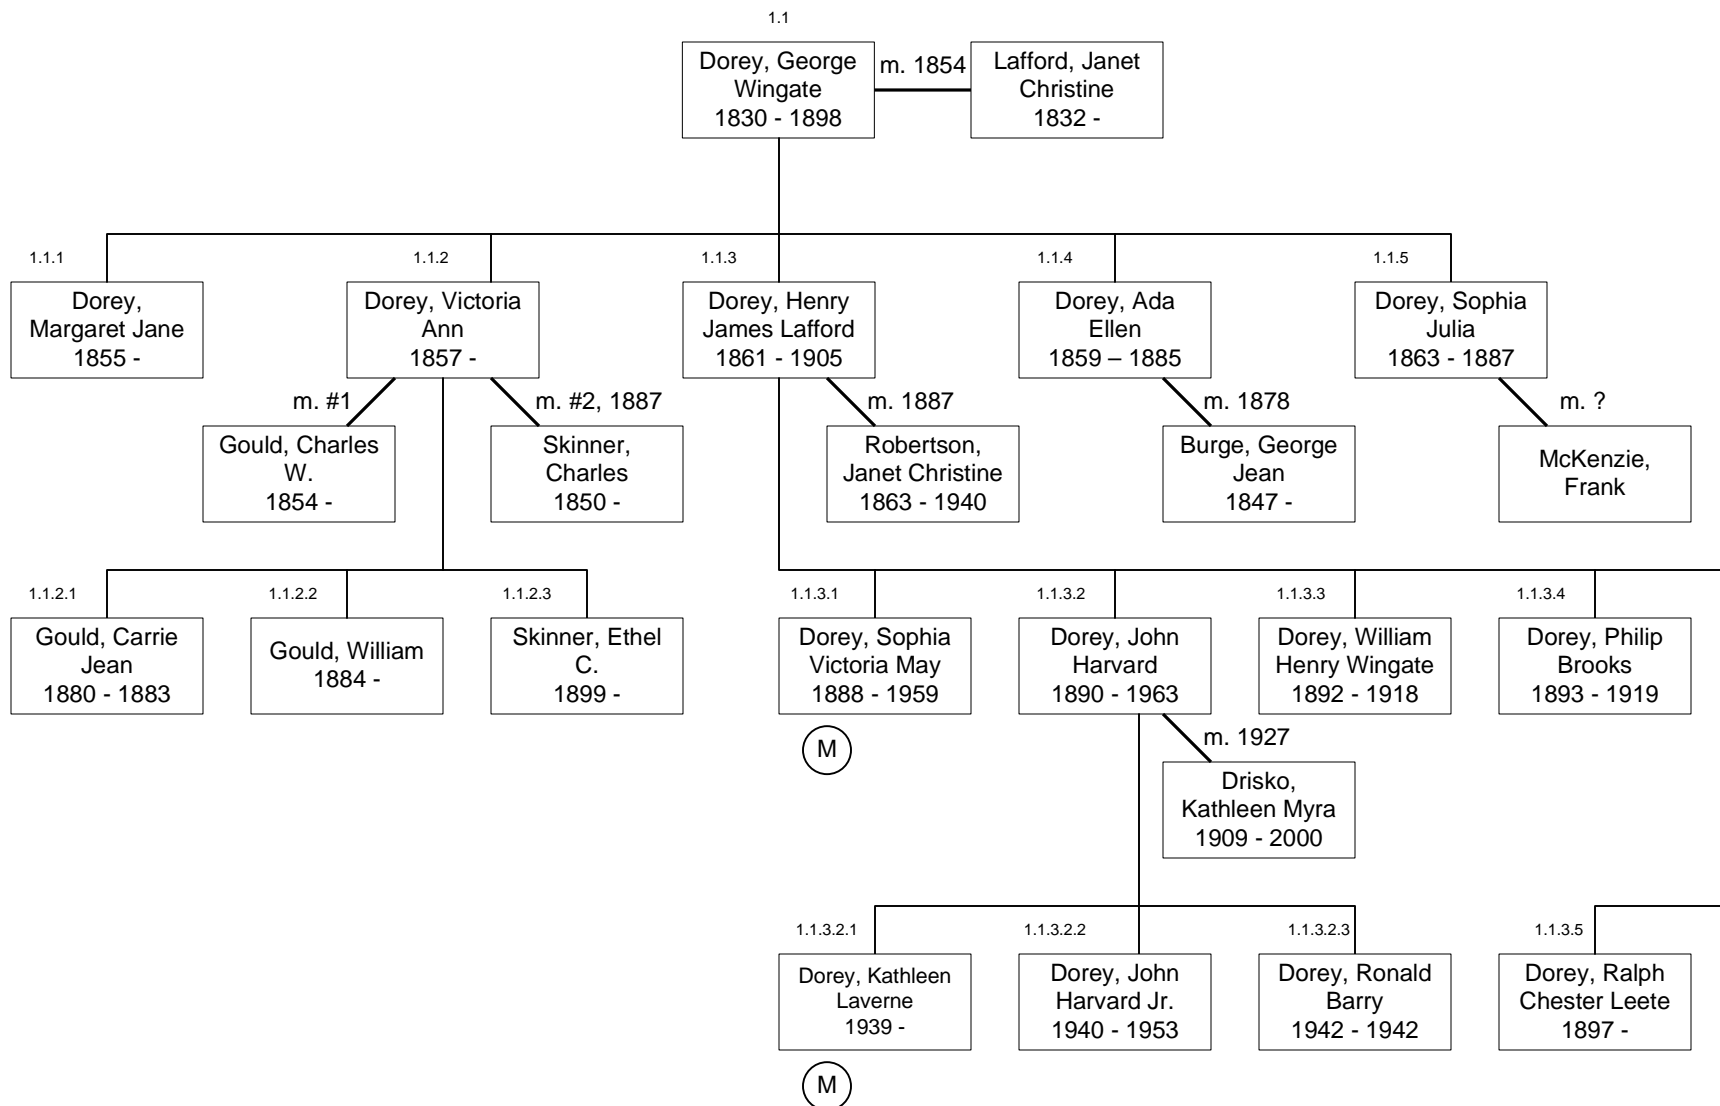 1.1
Dorey, George
Wingate
1830 - 1898
m. 1854
Lafford, Janet
Christine
1832 -
1.1.1
Dorey,
Margaret Jane
1855 -
1.1.2
Dorey, Victoria
Ann
1857 -
1.1.3
Dorey, Henry
James Lafford
1861 - 1905
1.1.4
Dorey, Ada
Ellen
1859 – 1885
1.1.5
Dorey, Sophia
Julia
1863 - 1887
m. #1
Gould, Charles
W.
1854 -
m. #2, 1887
Skinner,
Charles
1850 -
m. 1887
Robertson,
Janet Christine
1863 - 1940
m. 1878
Burge, George
Jean
1847 -
m. ?
McKenzie,
Frank
1.1.2.1
Gould, Carrie
Jean
1880 - 1883
1.1.2.2
Gould, William
1884 -
1.1.2.3
Skinner, Ethel
C.
1899 -
1.1.3.1
Dorey, Sophia
Victoria May
1888 - 1959
M
1.1.3.2
Dorey, John
Harvard
1890 - 1963
1.1.3.3
Dorey, William
Henry Wingate
1892 - 1918
1.1.3.4
Dorey, Philip
Brooks
1893 - 1919
m. 1927
Drisko,
Kathleen Myra
1909 - 2000
1.1.3.2.1
Dorey, Kathleen
Laverne
1939 -
M
1.1.3.2.2
Dorey, John
Harvard Jr.
1940 - 1953
1.1.3.2.3
Dorey, Ronald
Barry
1942 - 1942
1.1.3.5
Dorey, Ralph
Chester Leete
1897 -